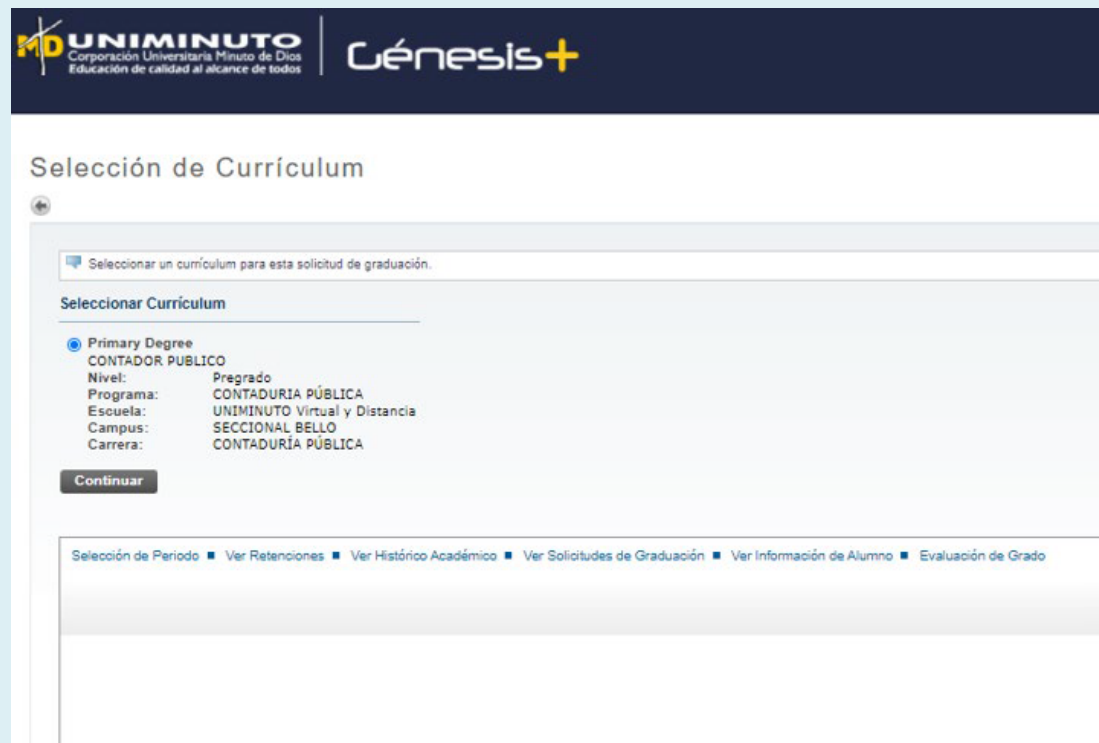 MD UNIMINUTO
Corporación Universitaria Minuto de Dios
Educación de calidad al alcance de todos
Génesis+
Selección de Currículum
Seleccionar un currículum para esta solicitud de graduación.
Seleccionar Currículum
Primary Degree
CONTADOR PUBLICO
Nivel: Pregrado
Programa: CONTADURIA PÚBLICA
Escuela: UNIMINUTO Virtual y Distancia
Campus: SECCIONAL BELLO
Carrera: CONTADURÍA PÚBLICA
Continuar
Selección de Periodo ■ Ver Retenciones ■ Ver Histórico Académico ■ Ver Solicitudes de Graduación ■ Ver Información de Alumno ■ Evaluación de Grado